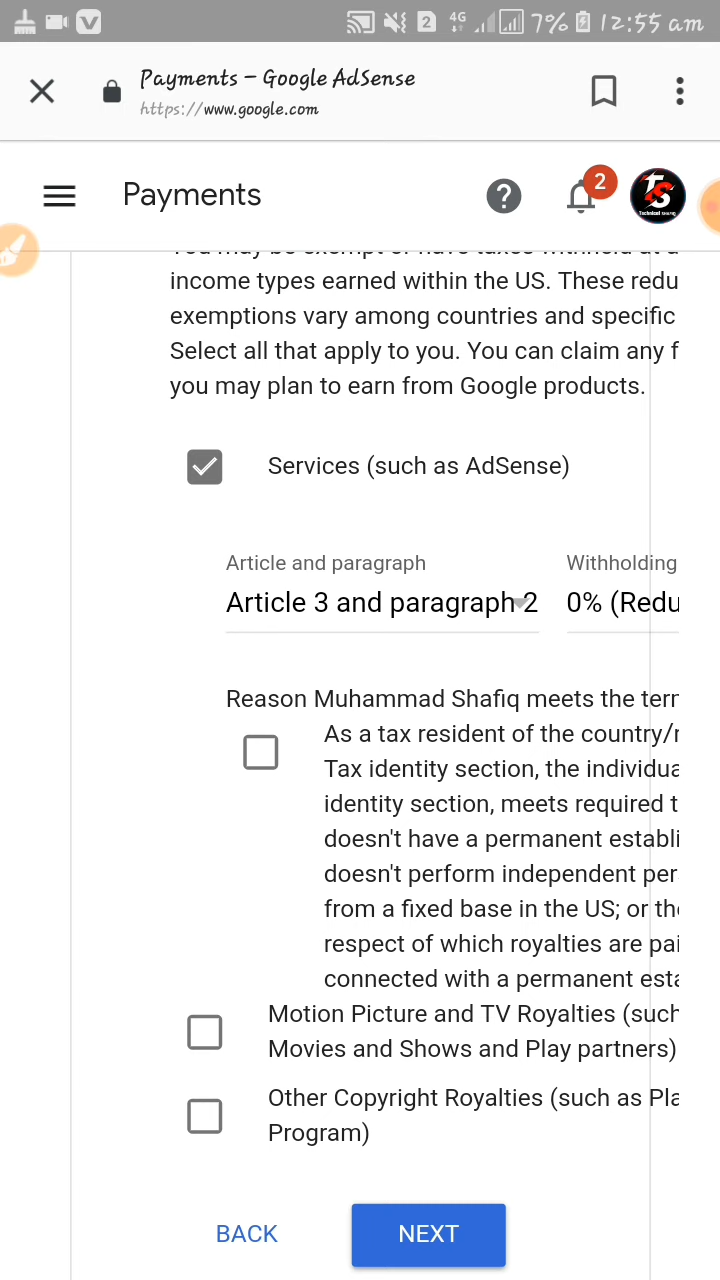 2 4G 7% 12:55 am
Payments – Google AdSense
https://www.google.com
Payments
?
2
TS
Technical
income types earned within the US. These redu
exemptions vary among countries and specific
Select all that apply to you. You can claim any f
you may plan to earn from Google products.
Services (such as AdSense)
Article and paragraph
Withholding
Article 3 and paragraph 2
0% (Redu
Reason Muhammad Shafiq meets the terr
As a tax resident of the country/r
Tax identity section, the individua
identity section, meets required t
doesn't have a permanent establi
doesn't perform independent per
from a fixed base in the US; or the
respect of which royalties are pai
connected with a permanent esta
Motion Picture and TV Royalties (such
Movies and Shows and Play partners)
Other Copyright Royalties (such as Pla
Program)
BACK
NEXT